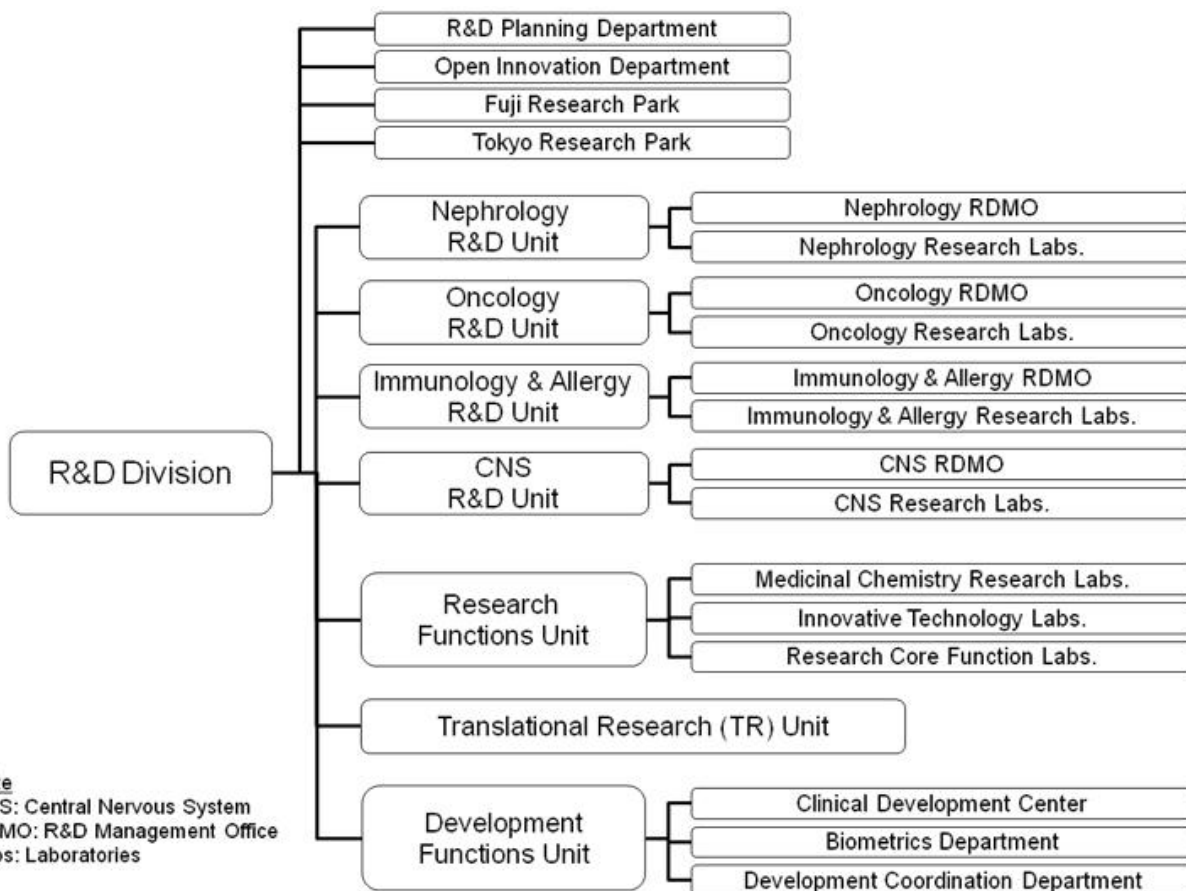 R&D Planning Department
Open Innovation Department
Fuji Research Park
Tokyo Research Park
Nephrology
R&D Unit
Nephrology RDMO
Nephrology Research Labs.
Oncology
R&D Unit
Oncology RDMO
Oncology Research Labs.
Immunology & Allergy
R&D Unit
Immunology & Allergy RDMO
Immunology & Allergy Research Labs.
R&D Division
CNS
R&D Unit
CNS RDMO
CNS Research Labs.
Research
Functions Unit
Medicinal Chemistry Research Labs.
Innovative Technology Labs.
Research Core Function Labs.
Translational Research (TR) Unit
Development
Functions Unit
Clinical Development Center
Biometrics Department
Development Coordination Department
S: Central Nervous System
MO: R&D Management Office
s: Laboratories